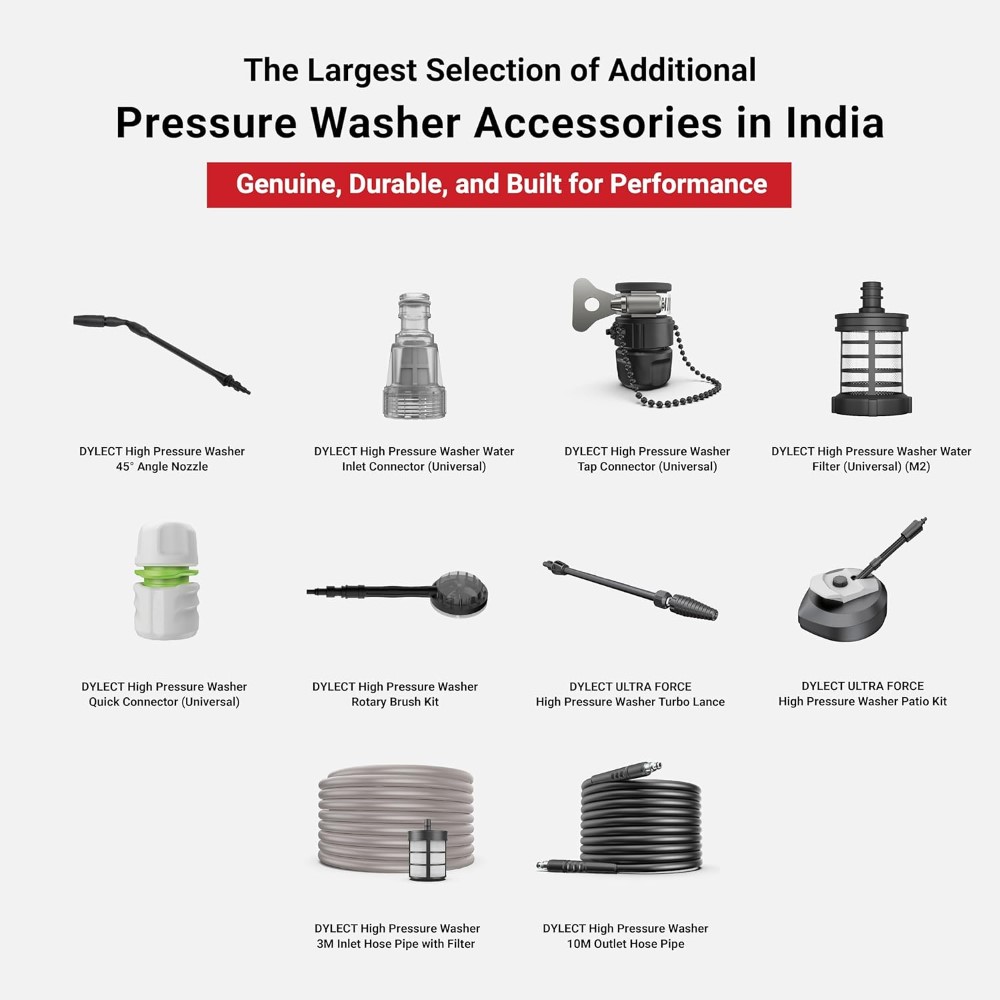 The Largest Selection of Additional
Pressure Washer Accessories in India
Genuine, Durable, and Built for Performance
DYLECT High Pressure Washer
45° Angle Nozzle
DYLECT High Pressure Washer Water
Inlet Connector (Universal)
DYLECT High Pressure Washer
Tap Connector (Universal)
DYLECT High Pressure Washer Water
Filter (Universal) (M2)
DYLECT High Pressure Washer
Quick Connector (Universal)
DYLECT High Pressure Washer
Rotary Brush Kit
DYLECT ULTRA FORCE
High Pressure Washer Turbo Lance
DYLECT ULTRA FORCE
High Pressure Washer Patio Kit
DYLECT High Pressure Washer
3M Inlet Hose Pipe with Filter
DYLECT High Pressure Washer
10M Outlet Hose Pipe